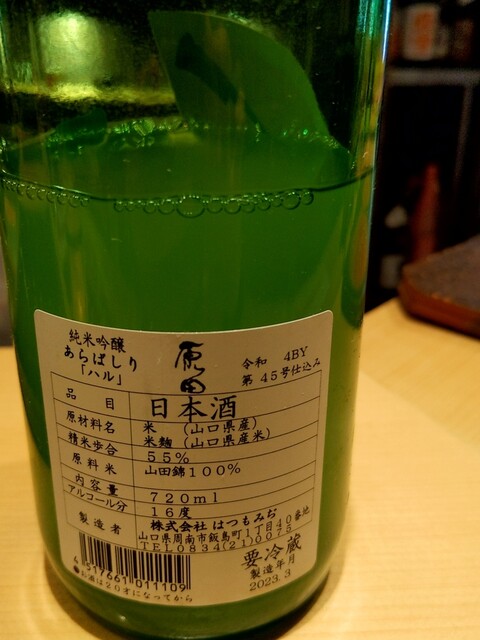 純米吟醸
あらばしり
「ハル」
原田
令和 4BY
第 45号仕込み
品目 日本酒
原材料名 米 (山口県産)
米麹 (山口県産米)
精米歩合 55%
原料米 山田錦100%
内容量 720ml
アルコール分 16度
製造者 株式会社 はつもみぢ
山口県周南市飯島町1丁目40番地
TEL0834(21)0075
要冷蔵
製造年月
2023.3
4 517661 011109
●お酒は20才になってから